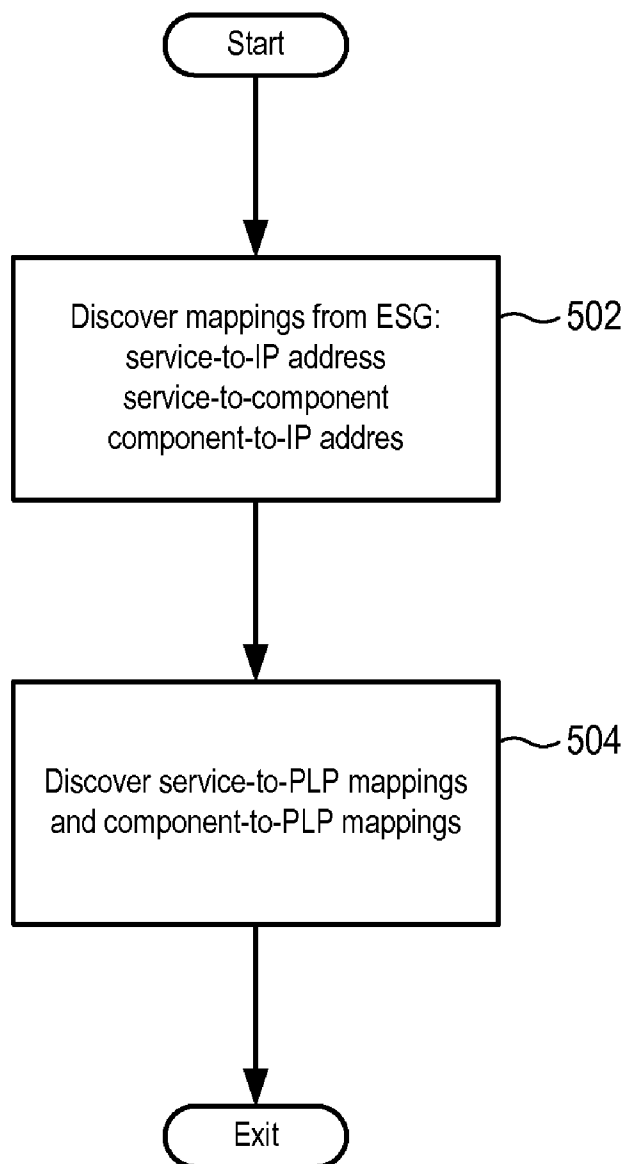 Start
Discover mappings from ESG:
service-to-IP address
service-to-component
component-to-IP addres
502
Discover service-to-PLP mappings
and component-to-PLP mappings
504
Exit